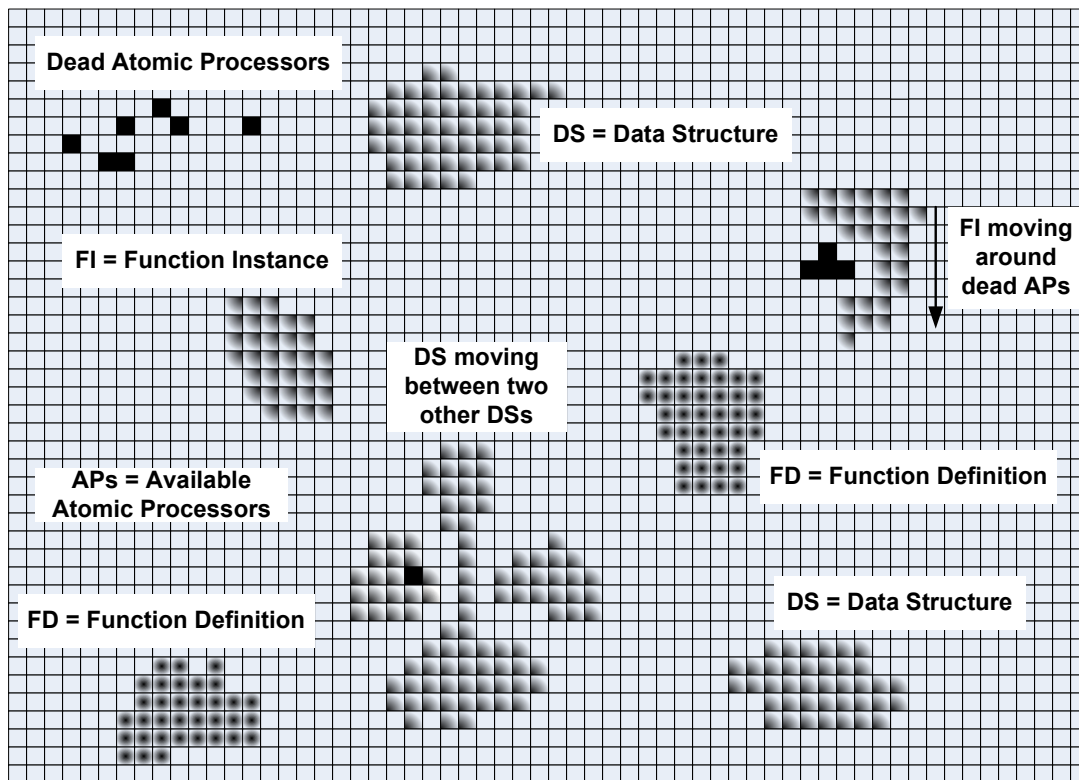 Dead Atomic Processors
DS = Data Structure
FI = Function Instance
FI moving
around
dead APs
DS moving
between two
other DSs
APs = Available
Atomic Processors
FD = Function Definition
FD = Function Definition
DS = Data Structure